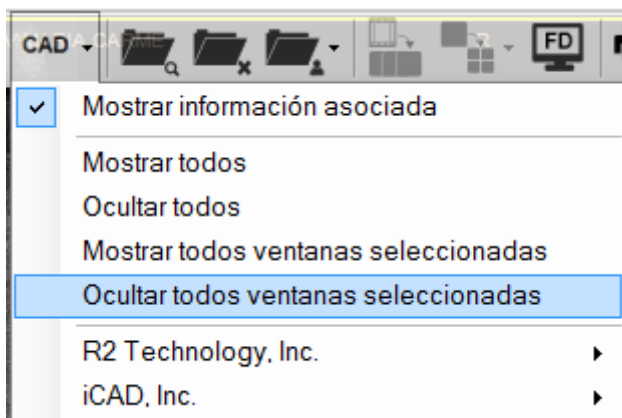 CAD
FD
Mostrar información asociada
Mostrar todos
Ocultar todos
Mostrar todos ventanas seleccionadas
Ocultar todos ventanas seleccionadas
R2 Technology, Inc.
iCAD, Inc.